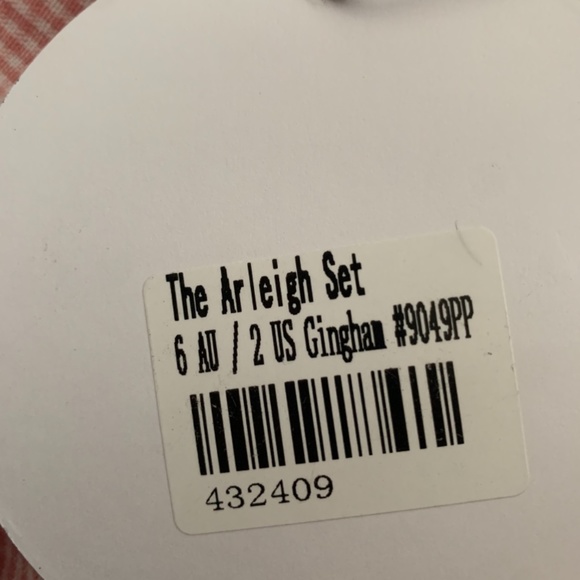 The Arleigh Set
6 AU / 2 US Gingham #9049PP
432409